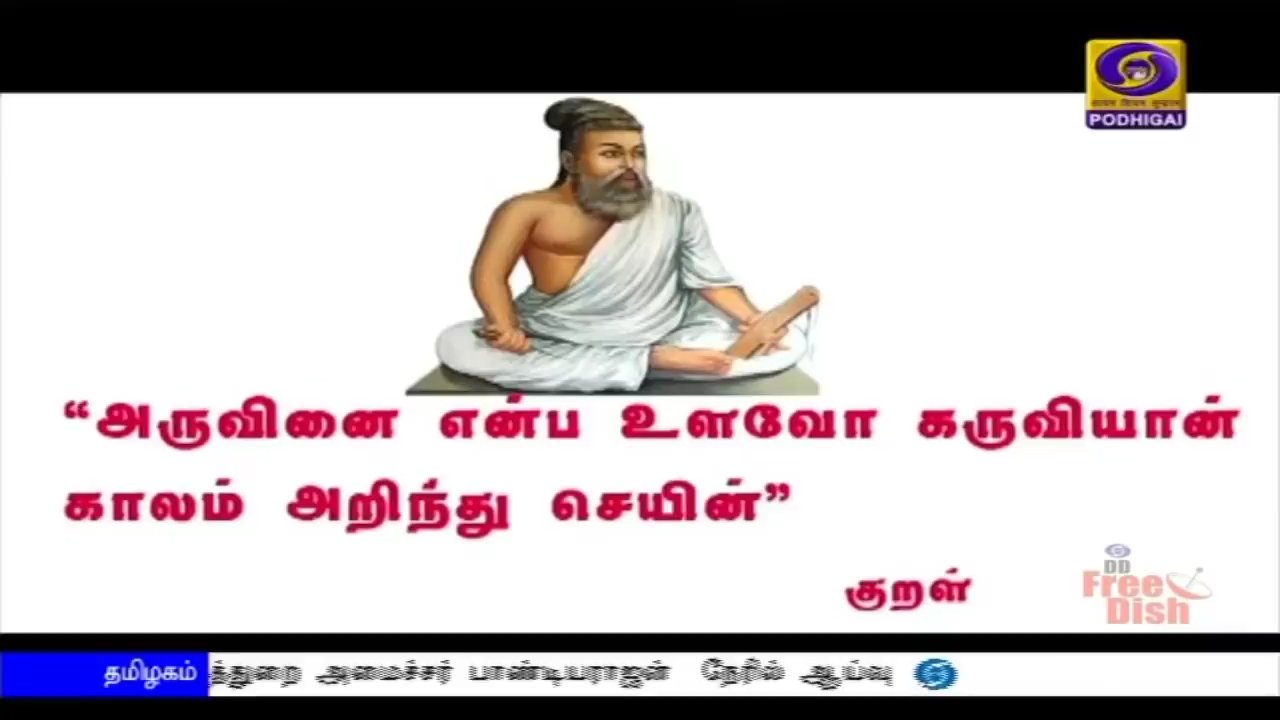 PODHIGAI
“அருவினை என்ப உளவோ கருவியான்
காலம் அறிந்து செயின்”
குறள்
DD
Free
Dish
தமிழகம் த்துறை அமைச்சர் பாண்டியராஜன் நேரில் ஆய்வு